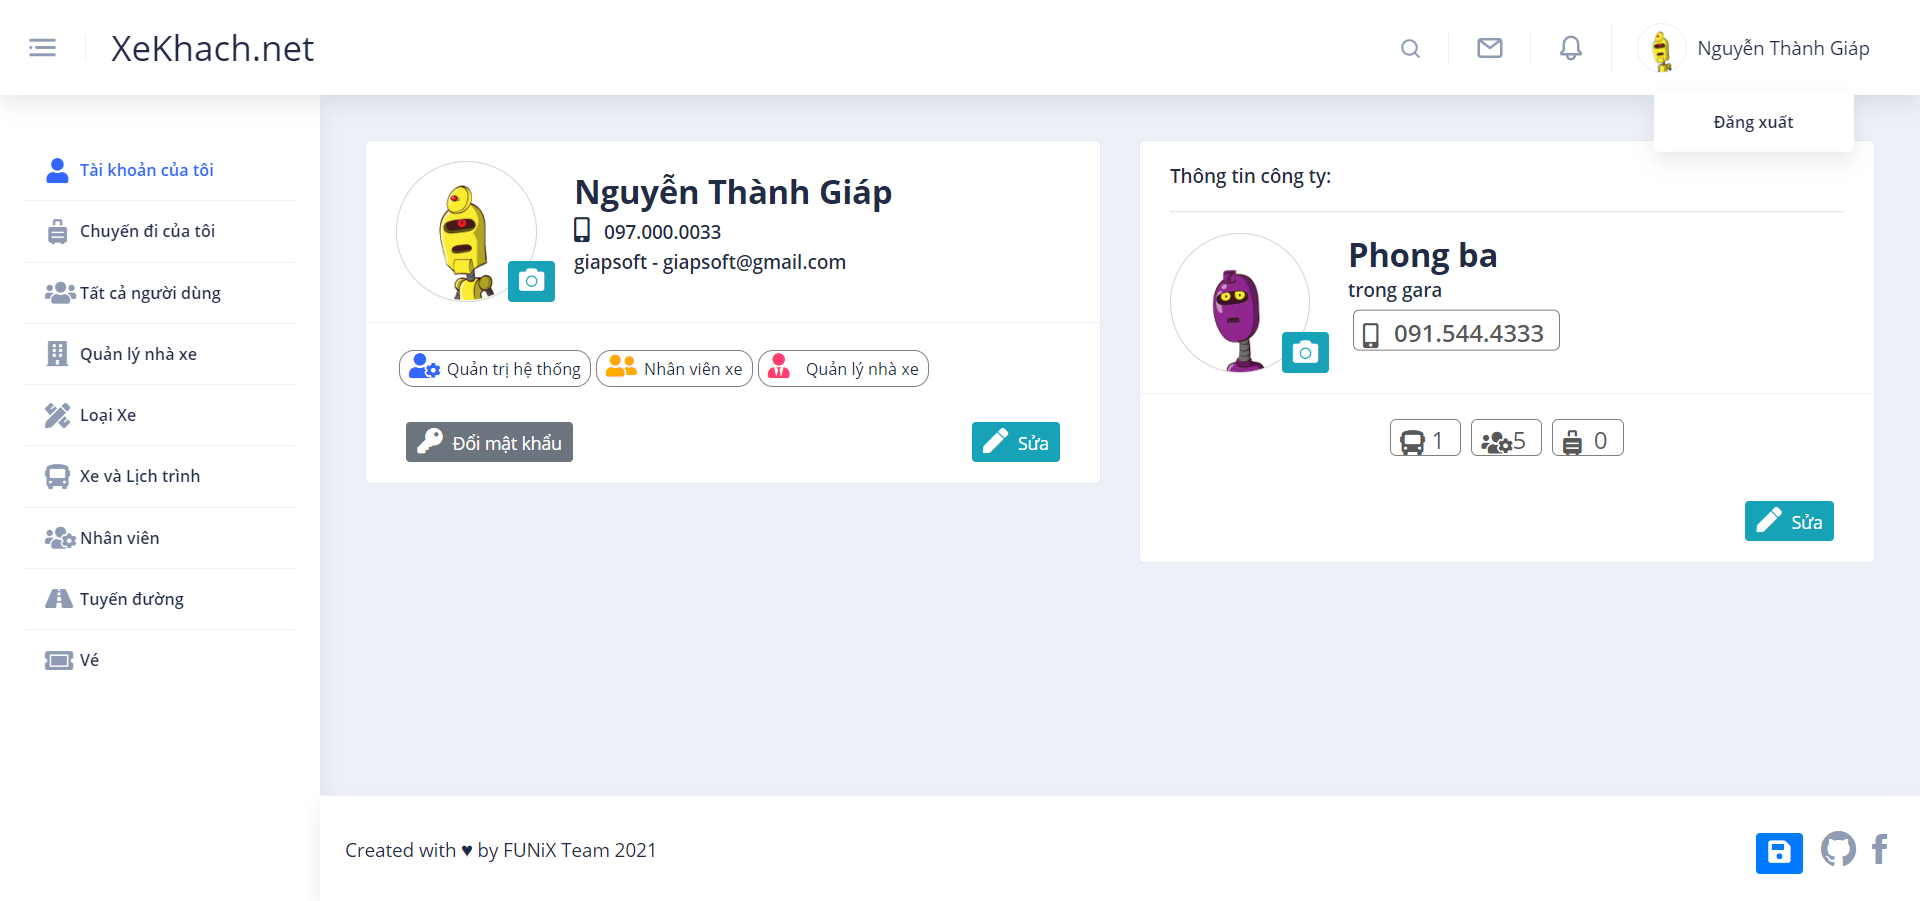 XeKhach.net
Nguyễn Thành Giáp
Đăng xuất
Tài khoản của tôi
Chuyến đi của tôi
Tất cả người dùng
Quản lý nhà xe
Loại Xe
Xe và Lịch trình
Nhân viên
Tuyến đường
Vé
Nguyễn Thành Giáp
097.000.0033
giapsoft - giapsoft@gmail.com
Quản trị hệ thống
Nhân viên xe
Quản lý nhà xe
Đổi mật khẩu
Sửa
Thông tin công ty:
Phong ba
trong gara
091.544.4333
1
5
0
Sửa
Created with ♥ by FUNiX Team 2021